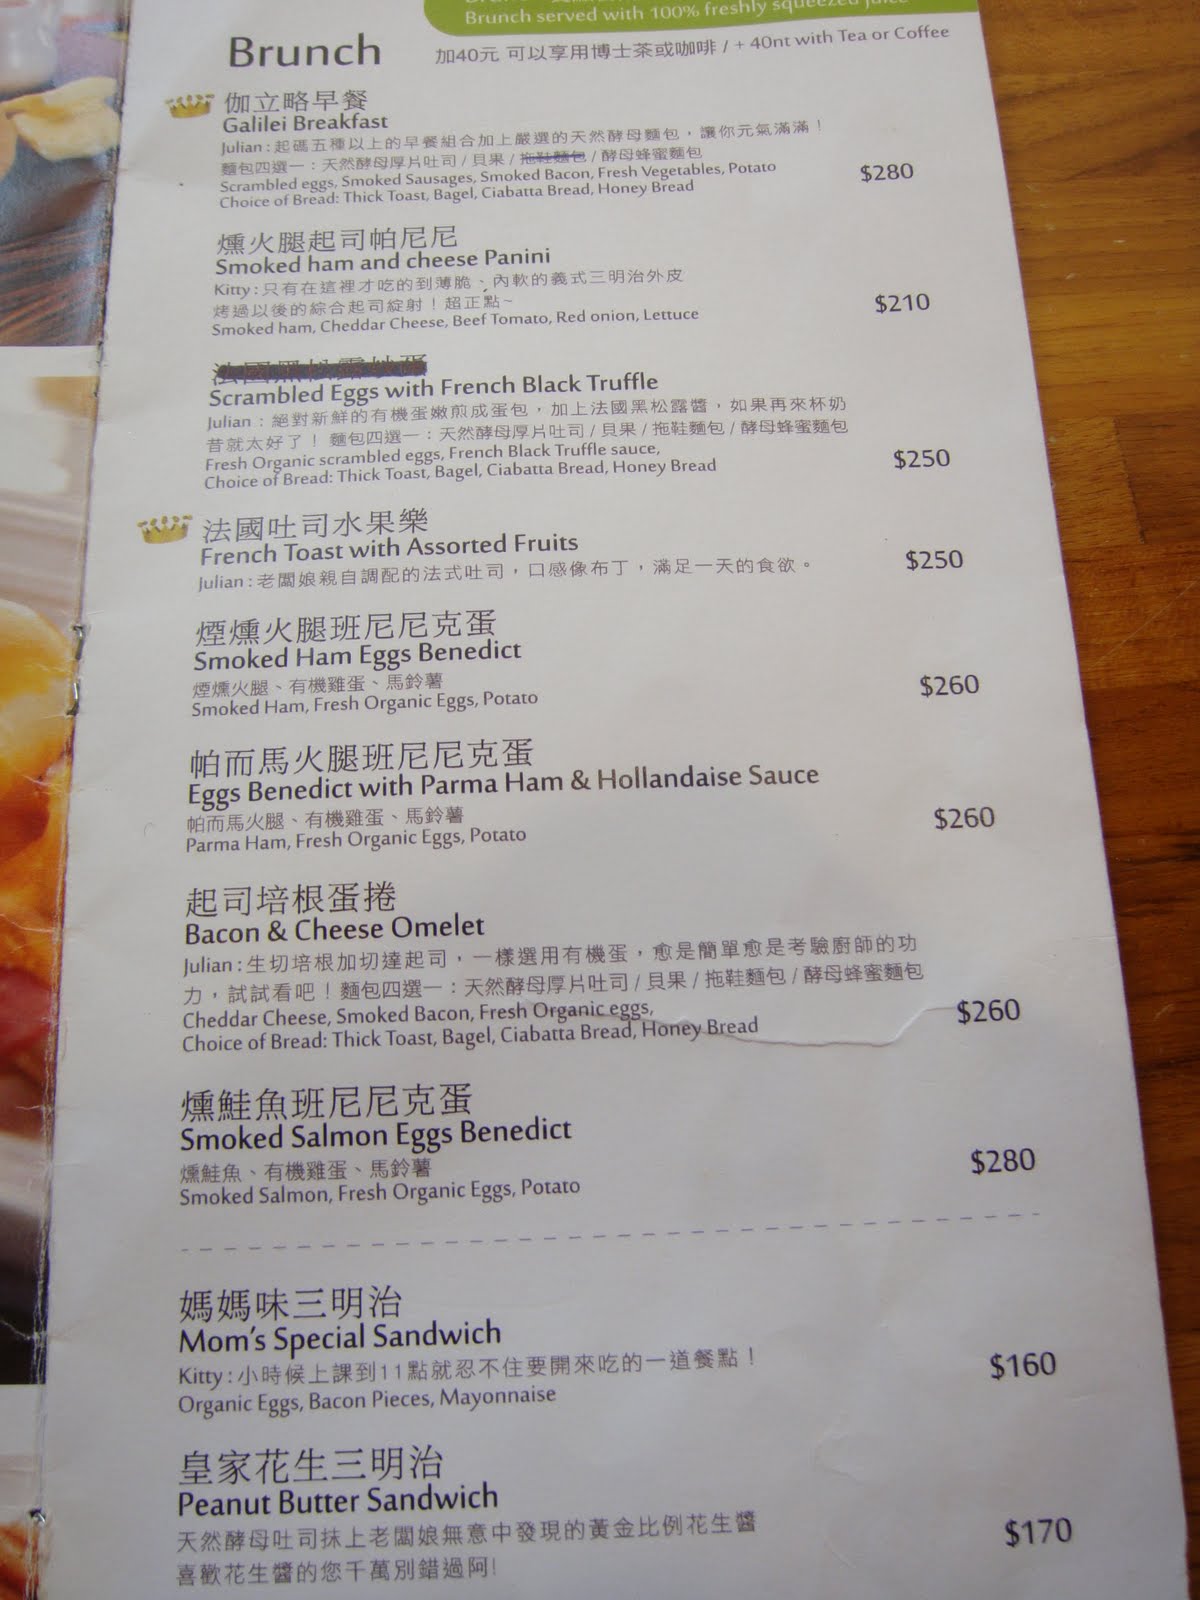 Brunch served with 100% freshly squeezed juice
Brunch
加40元 可以享用博士茶或咖啡 / + 40nt with Tea or Coffee
伽立略早餐
Galilei Breakfast
Julian : 起碼五種以上的早餐組合加上嚴選的天然酵母麵包，讓你元氣滿滿！
麵包四選一：天然酵母厚片吐司 / 貝果 / 拖鞋麵包 / 酵母蜂蜜麵包
Scrambled eggs, Smoked Sausages, Smoked Bacon, Fresh Vegetables, Potato
$280
Choice of Bread: Thick Toast, Bagel, Ciabatta Bread, Honey Bread
燻火腿起司帕尼尼
Smoked ham and cheese Panini
Kitty : 只有在這裡才吃的到薄脆、內軟的義式三明治外皮
烤過以後的綜合起司綻射！超正點~
$210
Smoked ham, Cheddar Cheese, Beef Tomato, Red onion, Lettuce
Scrambled Eggs with French Black Truffle
Julian : 絕對新鮮的有機蛋嫩煎成蛋包，加上法國黑松露醬，如果再來杯奶
昔就太好了！ 麵包四選一：天然酵母厚片吐司 / 貝果 / 拖鞋麵包 / 酵母蜂蜜麵包
Fresh Organic scrambled eggs, French Black Truffle sauce,
$250
Choice of Bread: Thick Toast, Bagel, Ciabatta Bread, Honey Bread
法國吐司水果樂
French Toast with Assorted Fruits
Julian : 老闆娘親自調配的法式吐司，口感像布丁，滿足一天的食欲。
$250
煙燻火腿班尼尼克蛋
Smoked Ham Eggs Benedict
煙燻火腿、有機雞蛋、馬鈴薯
$260
Smoked Ham, Fresh Organic Eggs, Potato
帕而馬火腿班尼尼克蛋
Eggs Benedict with Parma Ham & Hollandaise Sauce
帕而馬火腿、有機雞蛋、馬鈴薯
$260
Parma Ham, Fresh Organic Eggs, Potato
起司培根蛋捲
Bacon & Cheese Omelet
Julian : 生切培根加切達起司，一樣選用有機蛋，愈是簡單愈是考驗廚師的功
力，試試看吧！麵包四選一：天然酵母厚片吐司 / 貝果 / 拖鞋麵包 / 酵母蜂蜜麵包
Cheddar Cheese, Smoked Bacon, Fresh Organic eggs,
$260
Choice of Bread: Thick Toast, Bagel, Ciabatta Bread, Honey Bread
燻鮭魚班尼尼克蛋
Smoked Salmon Eggs Benedict
燻鮭魚、有機雞蛋、馬鈴薯
$280
Smoked Salmon, Fresh Organic Eggs, Potato
媽媽味三明治
Mom's Special Sandwich
Kitty : 小時候上課到11點就忍不住要開來吃的一道餐點！
$160
Organic Eggs, Bacon Pieces, Mayonnaise
皇家花生三明治
Peanut Butter Sandwich
天然酵母吐司抹上老闆娘無意中發現的黃金比例花生醬
$170
喜歡花生醬的您千萬別錯過阿!